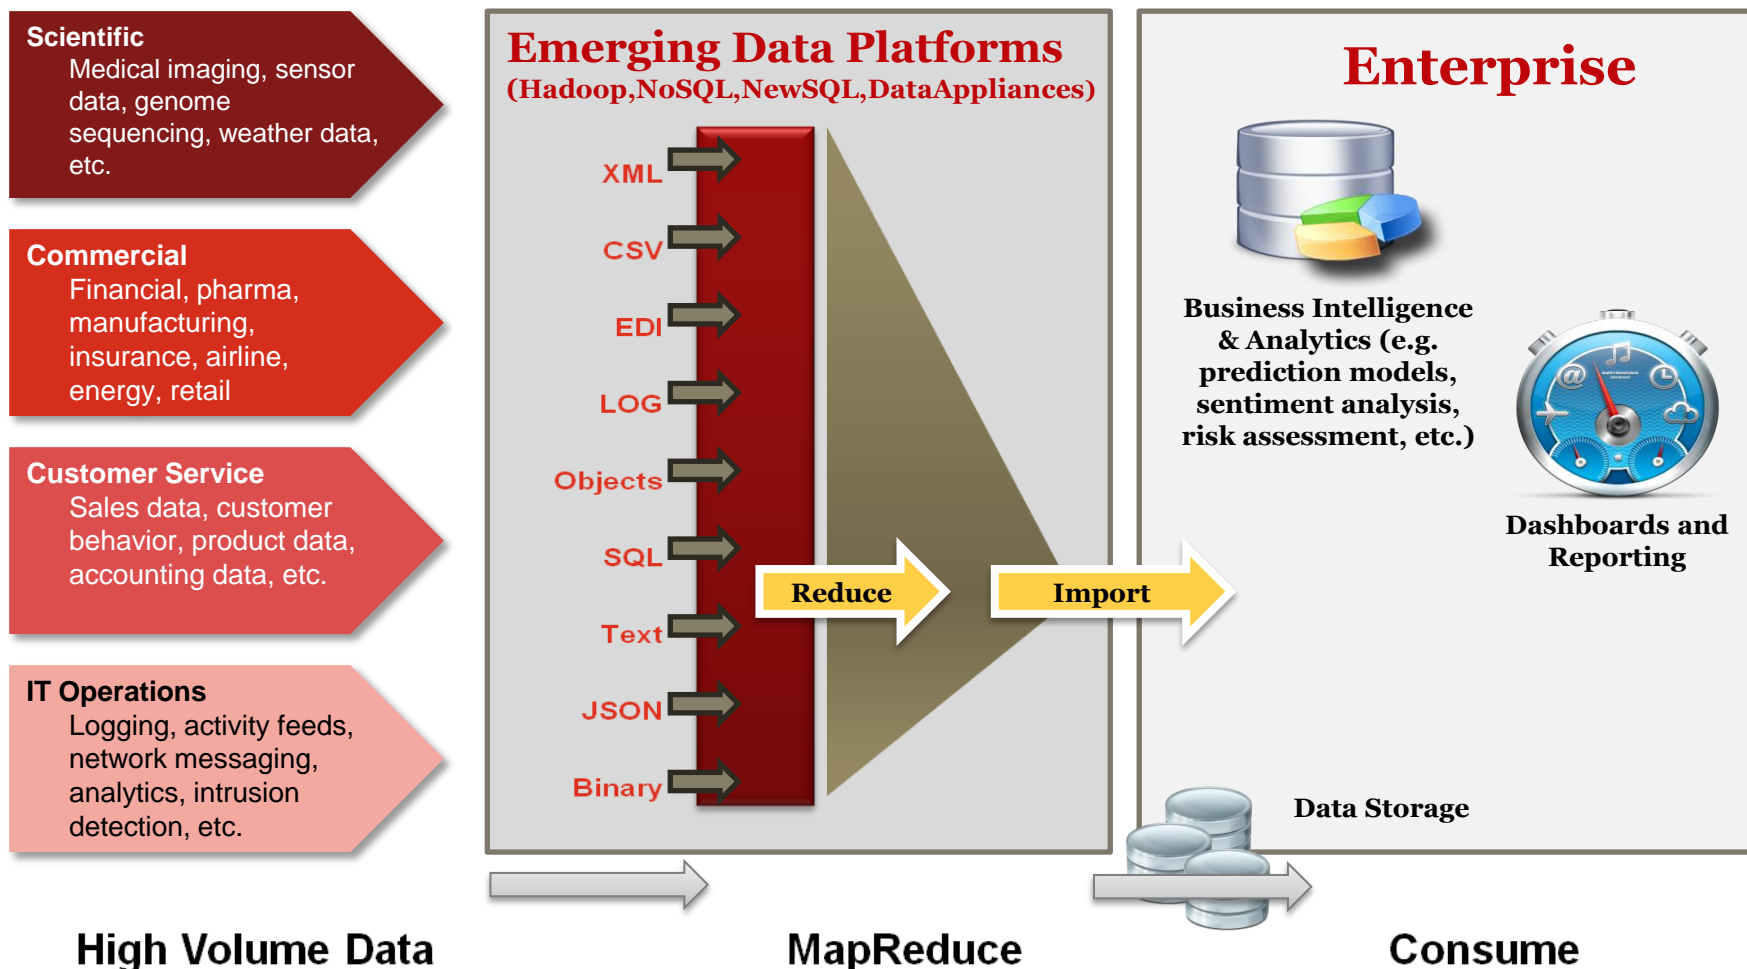 Scientific
Medical imaging, sensor
data, genome
sequencing, weather data,
etc.
Commercial
Financial, pharma,
manufacturing,
insurance, airline,
energy, retail
Customer Service
Sales data, customer
behavior, product data,
accounting data, etc.
IT Operations
Logging, activity feeds,
network messaging,
analytics, intrusion
detection, etc.
Emerging Data Platforms
(Hadoop,NoSQL,NewSQL,DataAppliances)
XML
CSV
EDI
LOG
Objects
SQL
Text
JSON
Binary
Reduce
Import
Enterprise
Business Intelligence
& Analytics (e.g.
prediction models,
sentiment analysis,
risk assessment, etc.)
@
Dashboards and
Reporting
Data Storage
High Volume Data
MapReduce
Consume